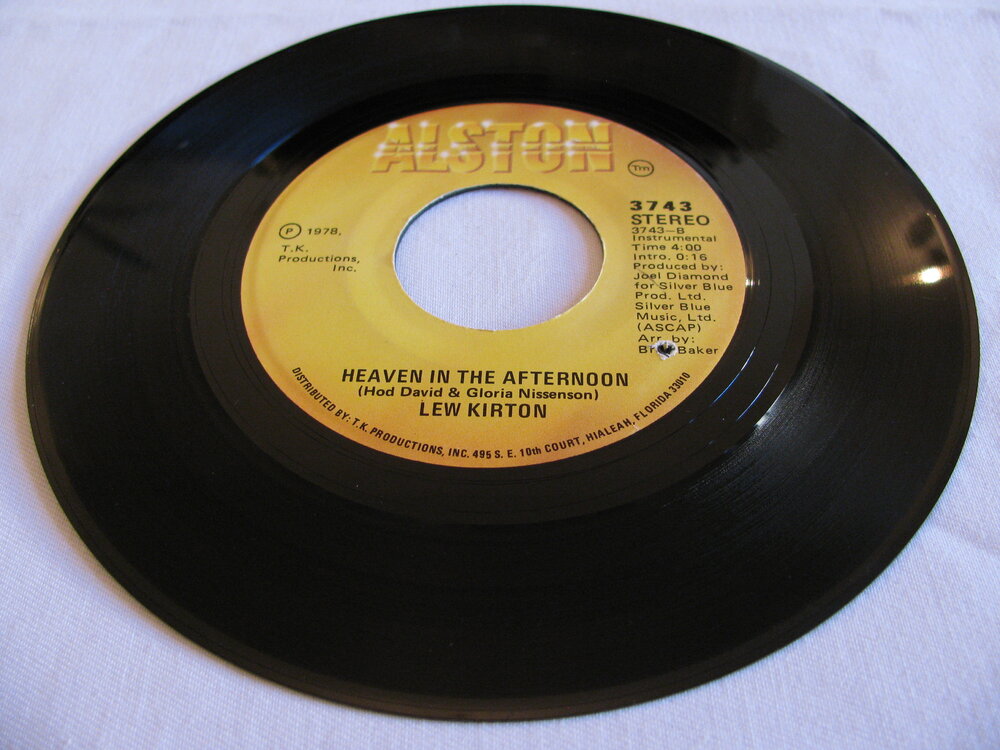 ALSTON
Tm
3743
STEREO
3743-B
Instrumental
Time 4:00
Intro. 0:16
Produced by:
Joel Diamond
for Silver Blue
Prod. Ltd.
Silver Blue
Music, Ltd.
(ASCAP)
Arr. by:
Baker
P 1978,
T.K.
Productions,
Inc.
HEAVEN IN THE AFTERNOON
(Hod David & Gloria Nissenson)
LEW KIRTON
DISTRIBUTED BY: T.K. PRODUCTIONS, INC. 495 S. E. 10th COURT, HIALEAH, FLORIDA 33010